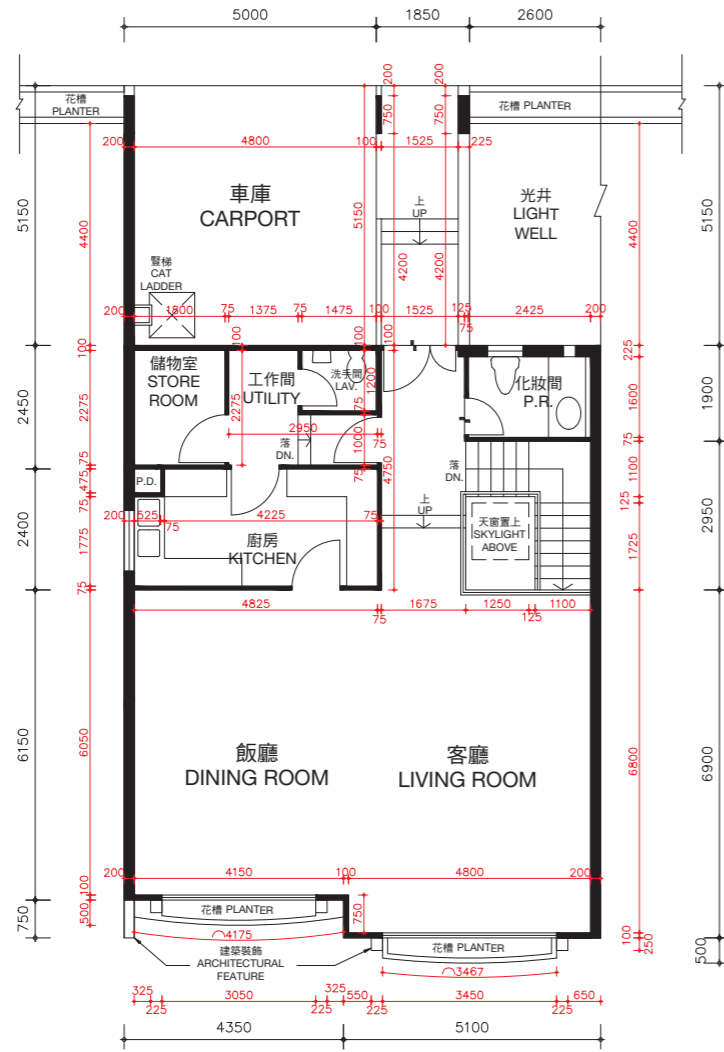 5000
1850
2600
花槽
PLANTER
200
200
花槽 PLANTER
750
750
200
4800
100
1525
225
車庫
CARPORT
上
UP
光井
LIGHT
WELL
5150
4400
5150
4200
4200
4400
5150
豎梯
CAT
LADDER
200
1800
75
1375
75
1475
100
1525
125
75
2425
200
100
100
100
100
225
儲物室
STORE
ROOM
工作間
UTILITY
洗手間
LAV.
化妝間
P.R.
2450
2275
2275
1200
1600
1900
75
2950
75
1000
75
落
DN.
落
DN.
4750
75
75
475
75
P.D.
1100
125
200
525
75
4225
75
上
UP
天窗置上
SKYLIGHT
ABOVE
廚房
KITCHEN
2400
1775
1725
2950
75
4825
75
1675
1250
125
1100
飯廳
DINING ROOM
客廳
LIVING ROOM
6150
6050
6800
6900
200
4150
100
4800
200
100
750
500
750
花槽 PLANTER
4175
花槽 PLANTER
100
250
500
建築裝飾
ARCHITECTURAL
FEATURE
3467
325
225
3050
225
325
550
225
3450
225
650
4350
5100